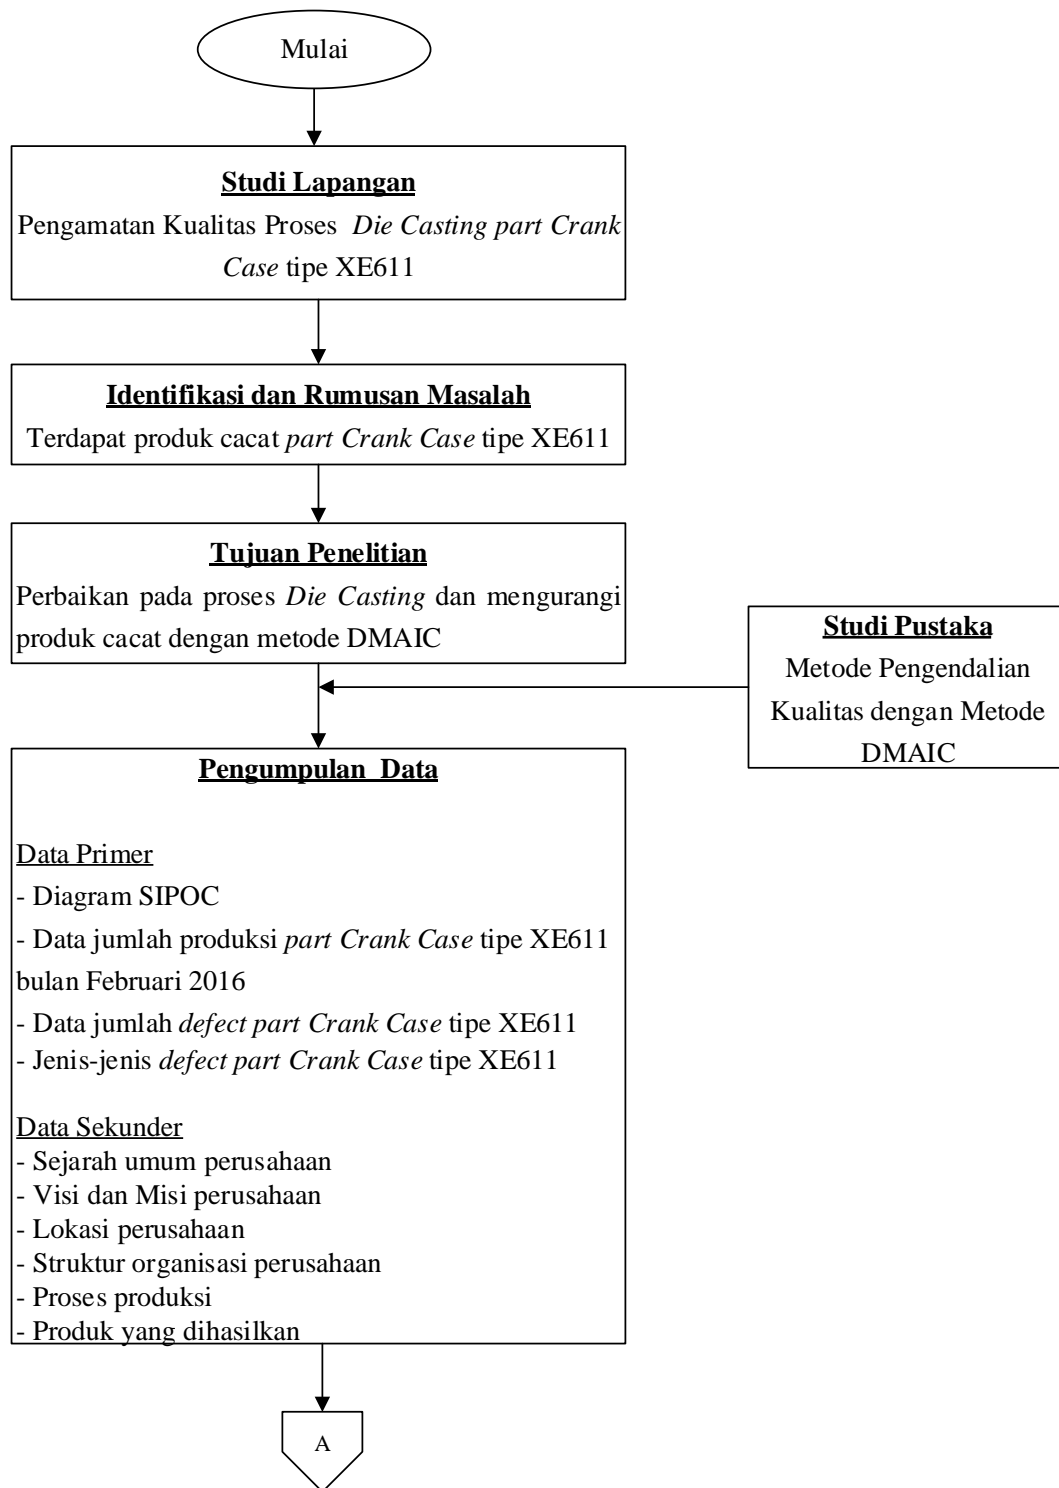 Mulai
Studi Lapangan
Pengamatan Kualitas Proses Die Casting part Crank
Case tipe XE611
Identifikasi dan Rumusan Masalah
Terdapat produk cacat part Crank Case tipe XE611
Tujuan Penelitian
Perbaikan pada proses Die Casting dan mengurangi
produk cacat dengan metode DMAIC
Studi Pustaka
Metode Pengendalian
Kualitas dengan Metode
DMAIC
Pengumpulan Data
Data Primer
- Diagram SIPOC
- Data jumlah produksi part Crank Case tipe XE611
bulan Februari 2016
- Data jumlah defect part Crank Case tipe XE611
- Jenis-jenis defect part Crank Case tipe XE611
Data Sekunder
- Sejarah umum perusahaan
- Visi dan Misi perusahaan
- Lokasi perusahaan
- Struktur organisasi perusahaan
- Proses produksi
- Produk yang dihasilkan
A